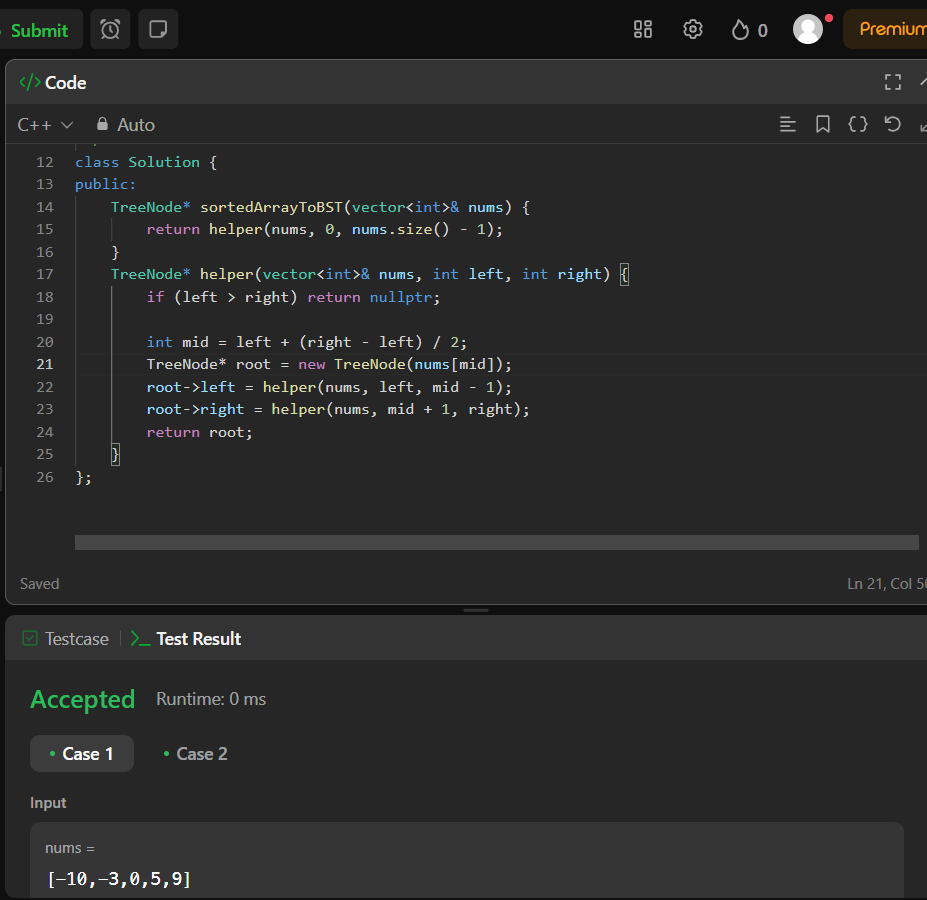 Submit 0 Premium
</> Code
C++ Auto
12 class Solution {
13 public:
14 TreeNode* sortedArrayToBST(vector<int>& nums) {
15 return helper(nums, 0, nums.size() - 1);
16 }
17 TreeNode* helper(vector<int>& nums, int left, int right) {
18 if (left > right) return nullptr;
19
20 int mid = left + (right - left) / 2;
21 TreeNode* root = new TreeNode(nums[mid]);
22 root->left = helper(nums, left, mid - 1);
23 root->right = helper(nums, mid + 1, right);
24 return root;
25 }
26 };
Saved Ln 21, Col 50
Testcase Test Result
Accepted Runtime: 0 ms
• Case 1 • Case 2
Input
nums =
[-10,-3,0,5,9]